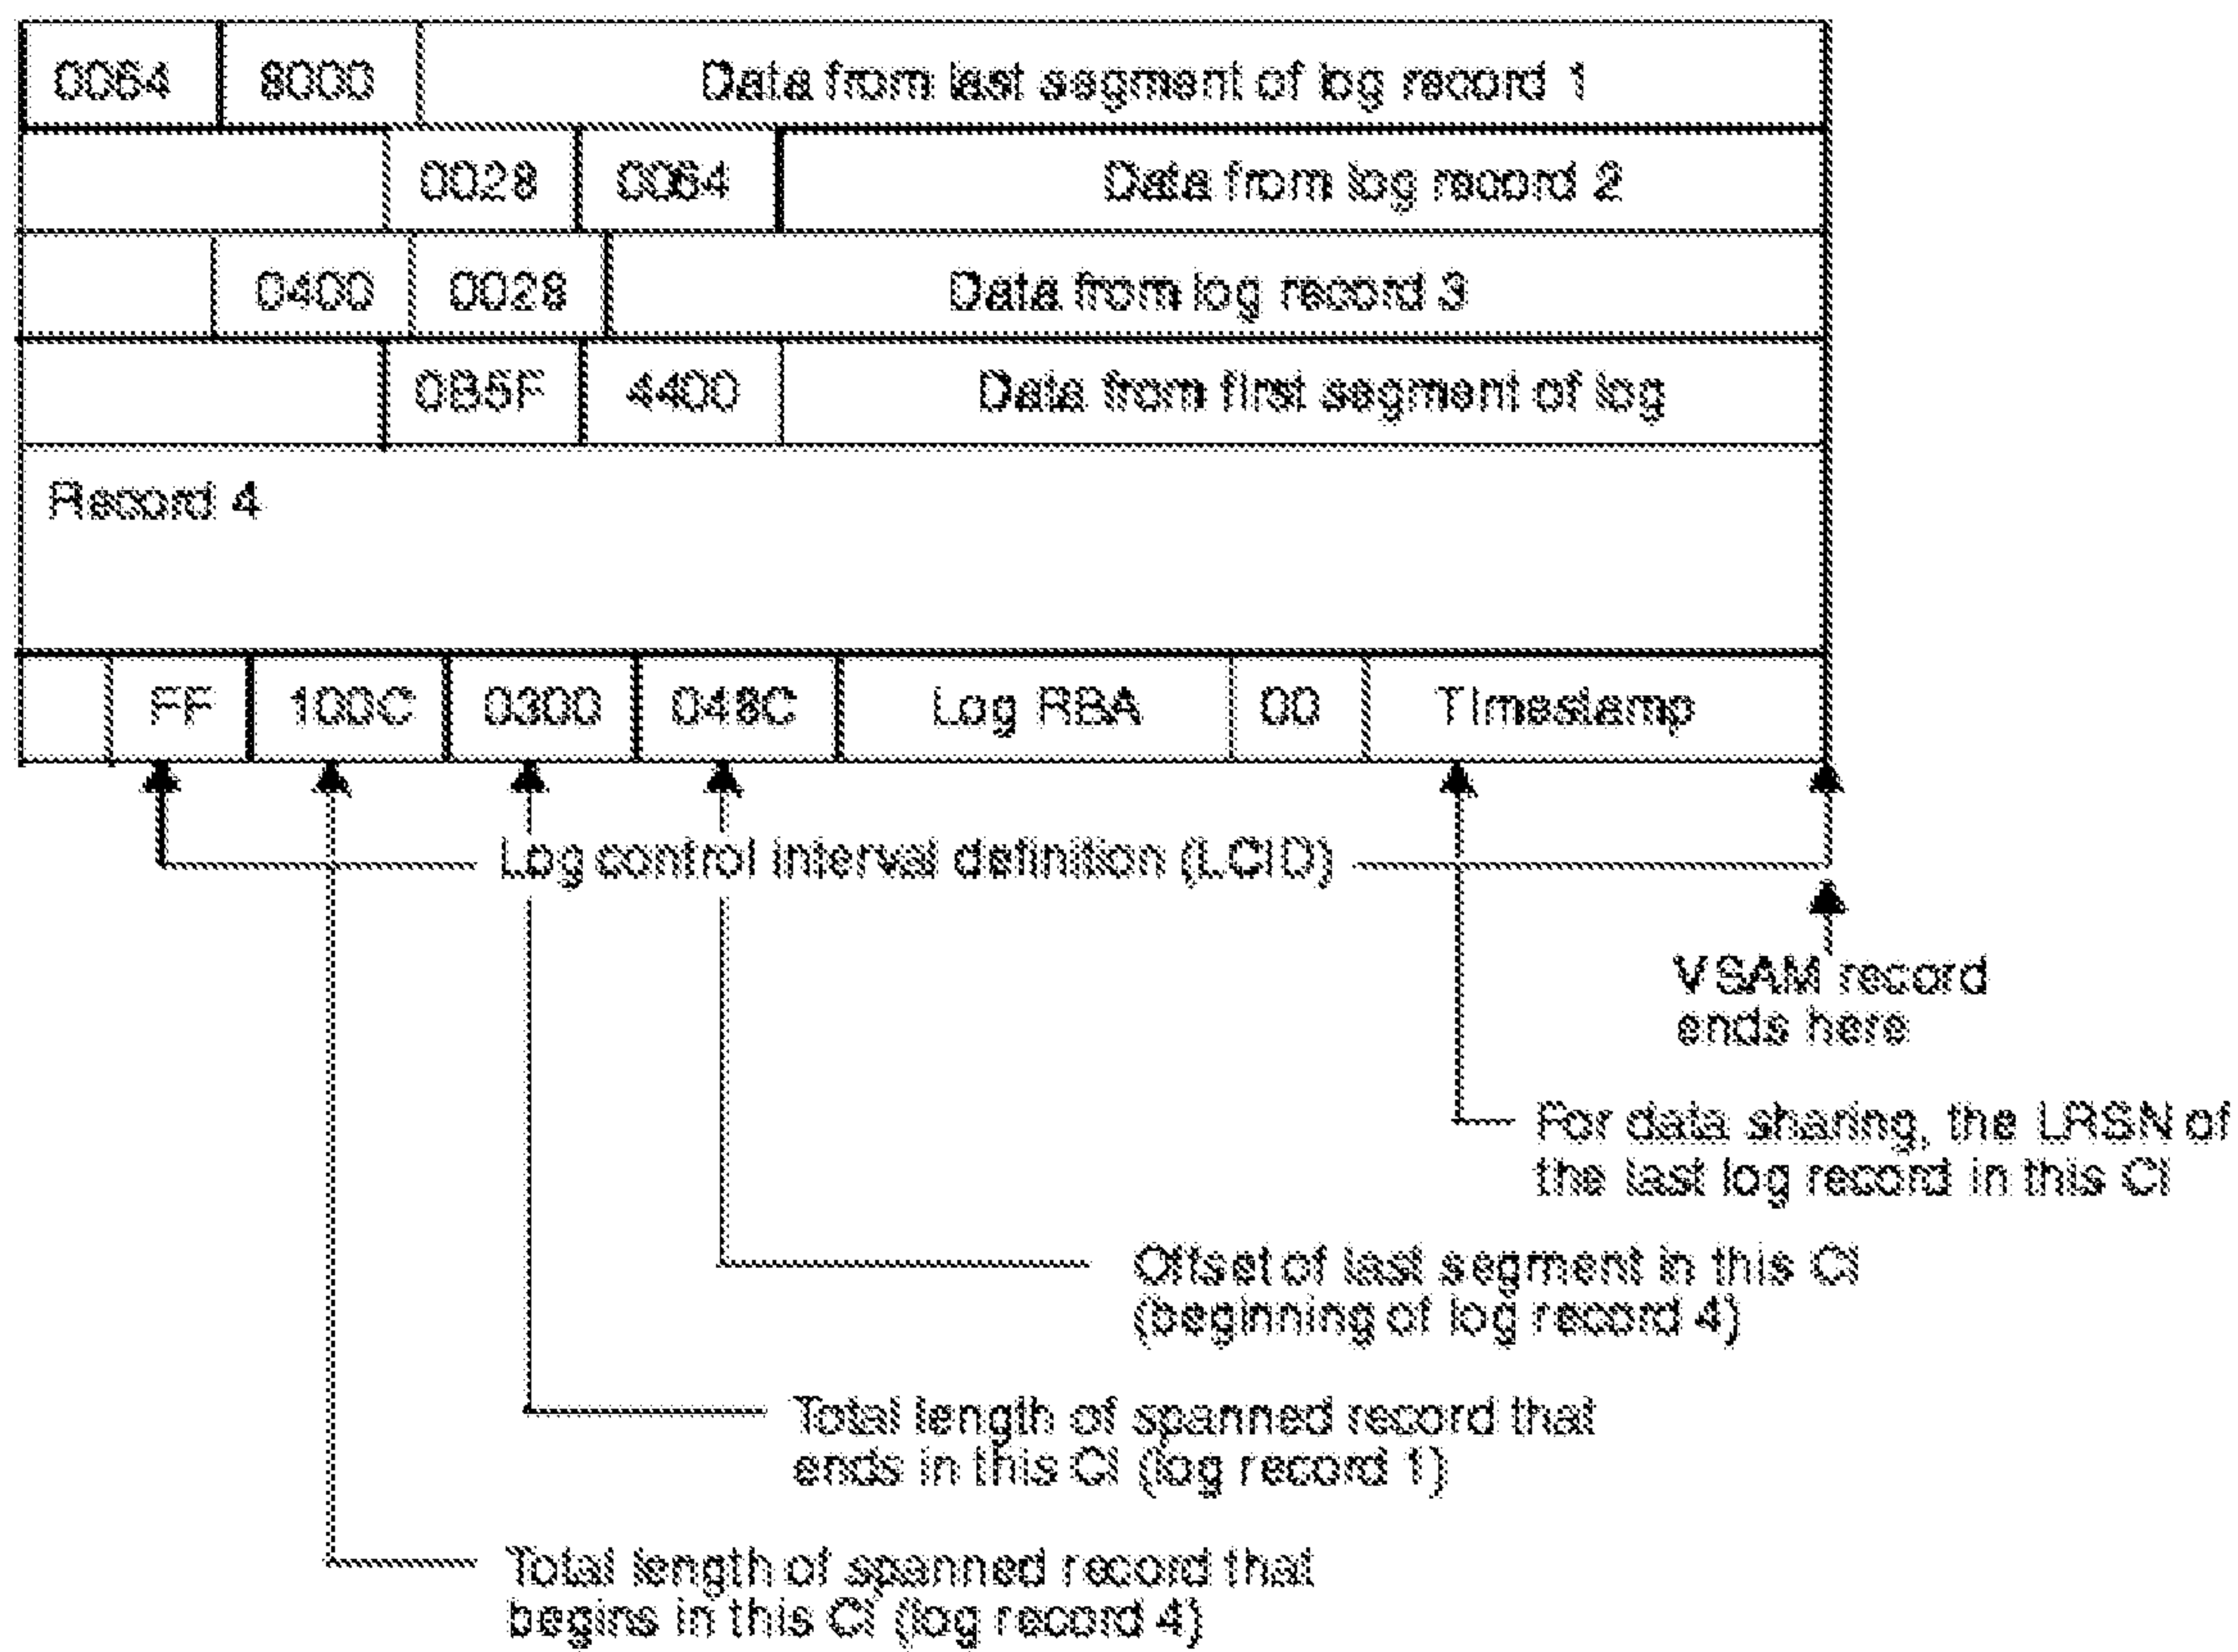 0064 8000 Data from last segment of log record 1
0028 0064 Data from log record 2
0400 0028 Data from log record 3
0B5F 4400 Data from first segment of log
Record 4
FF 100C 0300 048C Log RBA 00 Timestamp
Log control interval definition (LCID)
VSAM record
ends here
For data sharing, the LRSN of
the last log record in this CI
Offset of last segment in this CI
(beginning of log record 4)
Total length of spanned record that
ends in this CI (log record 1)
Total length of spanned record that
begins in this CI (log record 4)